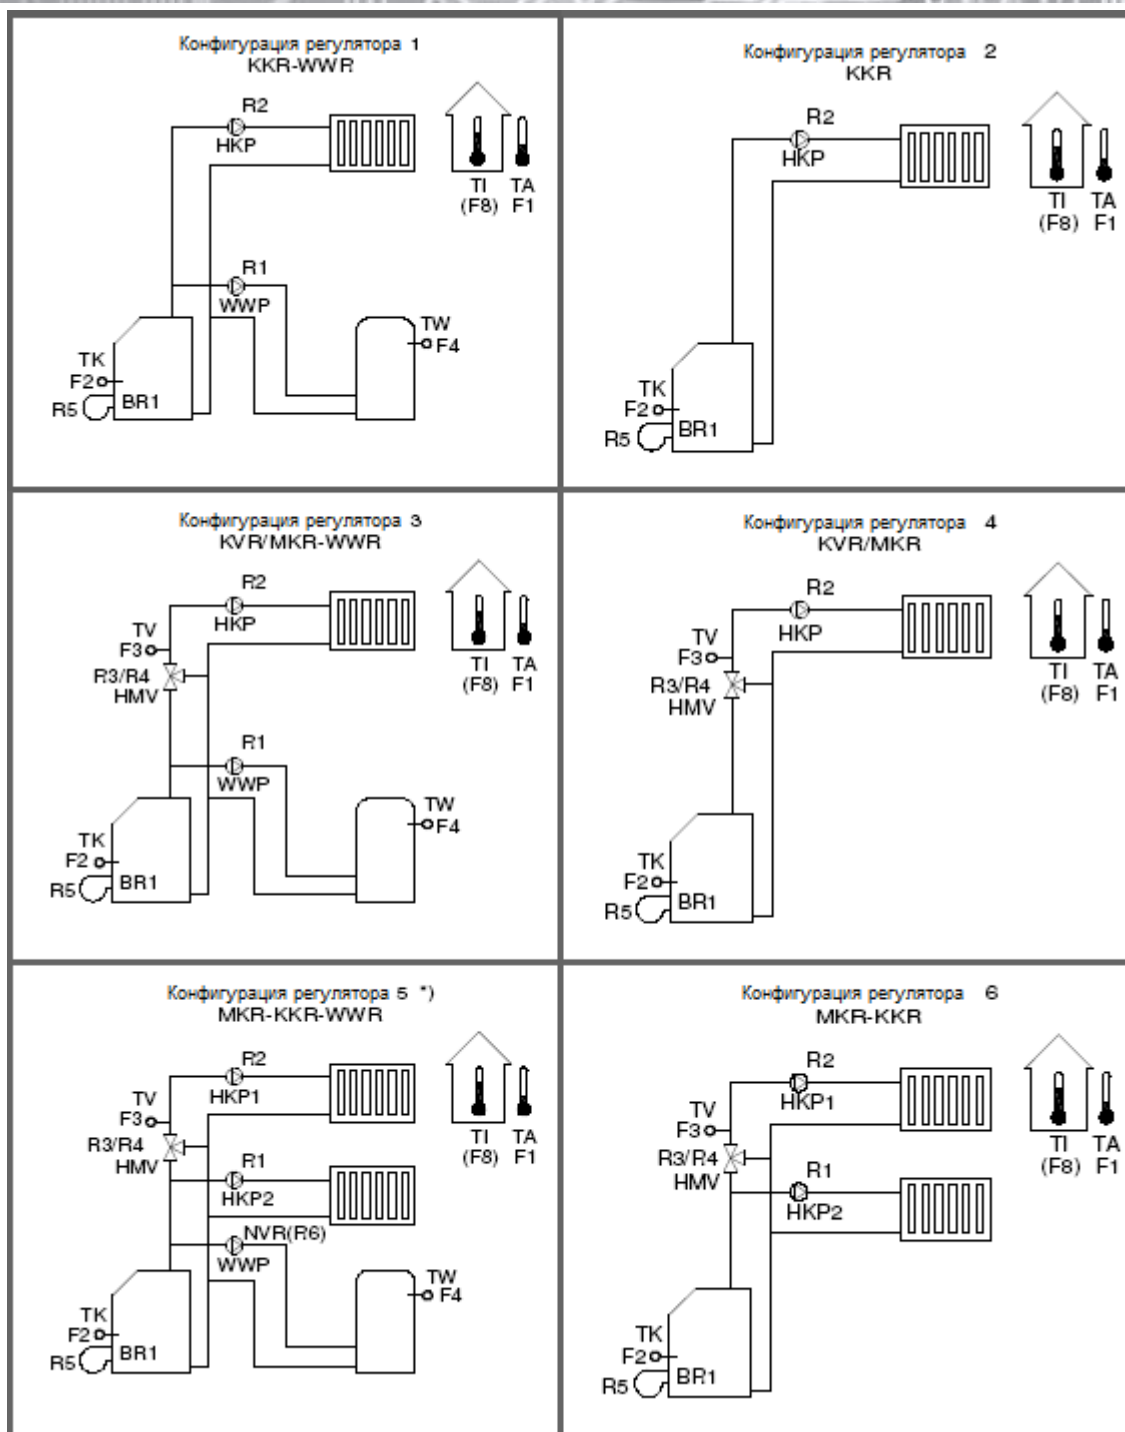 Конфигурация регулятора 1
KKR-WWR
R2
HKP
TI TA
(F8) F1
R1
WWP
TW
F4
TK
F2
R5
BR1
Конфигурация регулятора 2
KKR
R2
HKP
TI TA
(F8) F1
TK
F2
R5
BR1
Конфигурация регулятора 3
KVR/MKR-WWR
R2
HKP
TV
F3
R3/R4
HMV
TI TA
(F8) F1
R1
WWP
TW
F4
TK
F2
R5
BR1
Конфигурация регулятора 4
KVR/MKR
R2
HKP
TV
F3
R3/R4
HMV
TI TA
(F8) F1
TK
F2
R5
BR1
Конфигурация регулятора 5 *)
MKR-KKR-WWR
R2
HKP1
TV
F3
R3/R4
HMV
TI TA
(F8) F1
R1
HKP2
NVR(R6)
WWP
TW
F4
TK
F2
R5
BR1
Конфигурация регулятора 6
MKR-KKR
R2
HKP1
TV
F3
R3/R4
HMV
TI TA
(F8) F1
R1
HKP2
TK
F2
R5
BR1